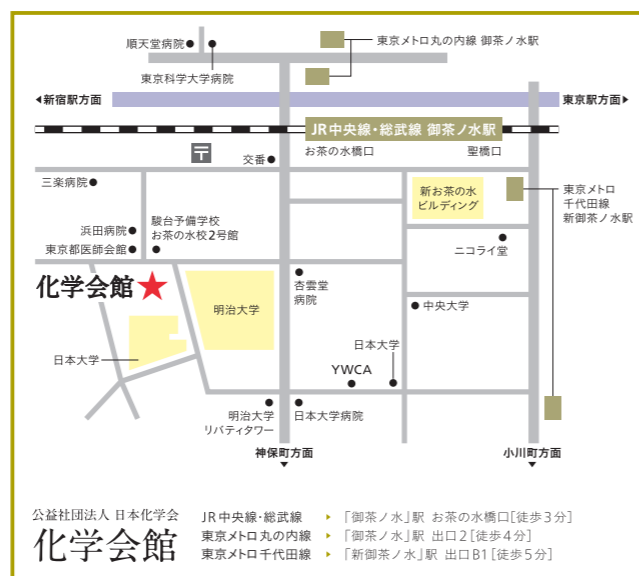 順天堂病院
東京メトロ丸の内線 御茶ノ水駅
東京科学大学病院
新宿駅方面
東京駅方面
JR中央線・総武線 御茶ノ水駅
〒
交番
お茶の水橋口
聖橋口
三楽病院
新お茶の水
ビルディング
東京メトロ
千代田線
新御茶ノ水駅
浜田病院
駿台予備学校
お茶の水校2号館
東京都医師会館
ニコライ堂
化学会館
杏雲堂
病院
明治大学
中央大学
日本大学
日本大学
YWCA
明治大学
リバティタワー
日本大学病院
神保町方面
小川町方面
公益社団法人 日本化学会
化学会館
JR中央線・総武線 「御茶ノ水」駅 お茶の水橋口[徒歩3分]
東京メトロ丸の内線 「御茶ノ水」駅 出口2[徒歩4分]
東京メトロ千代田線 「新御茶ノ水」駅 出口B1[徒歩5分]